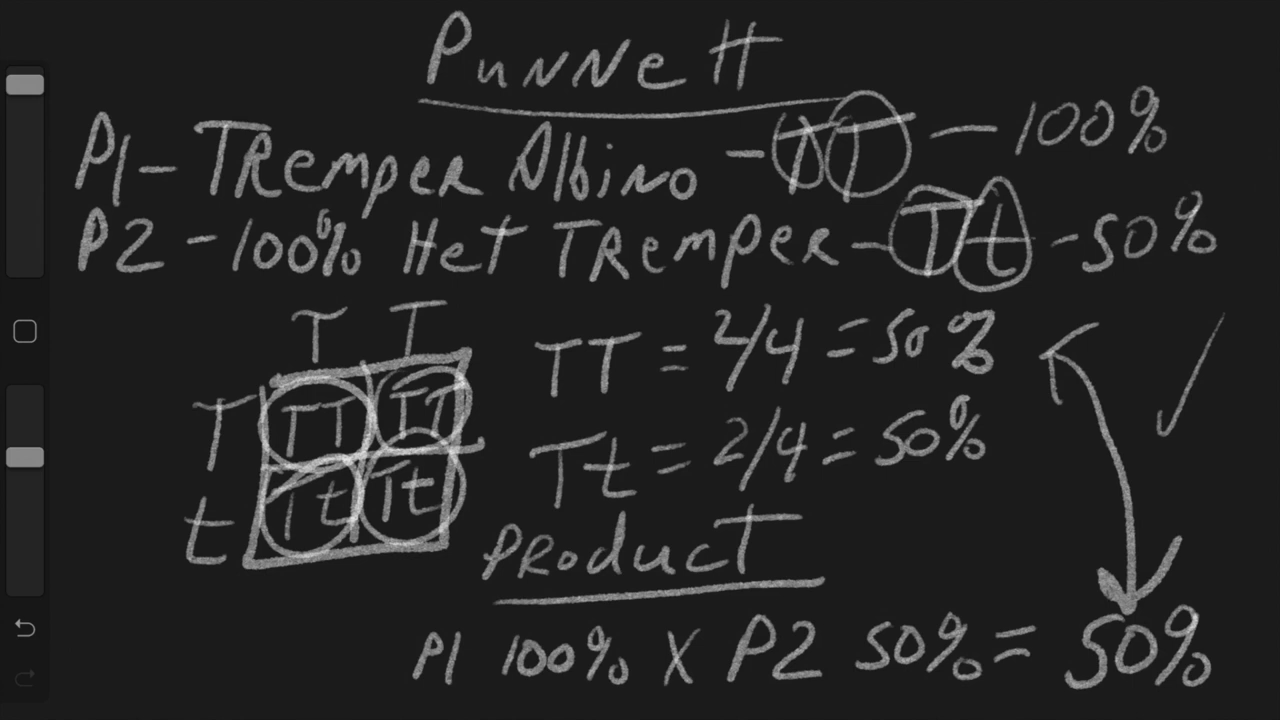 Punnett
P1 - Tremper Albino - TT - 100%
P2 - 100% Het Tremper - Tt - 50%
T T
T TT TT
t Tt Tt
TT = 2/4 = 50%
Tt = 2/4 = 50%
Product
P1 100% X P2 50% = 50%